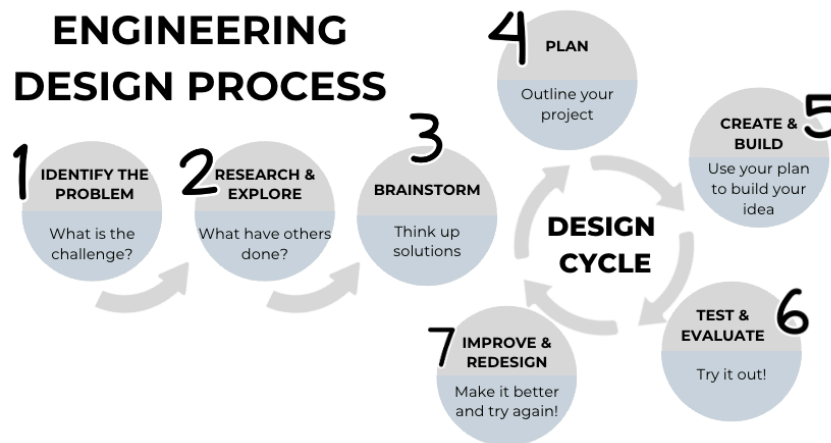 ENGINEERING
DESIGN PROCESS
1
IDENTIFY THE
PROBLEM
What is the
challenge?
2
RESEARCH &
EXPLORE
What have others
done?
3
BRAINSTORM
Think up
solutions
4
PLAN
Outline your
project
5
CREATE &
BUILD
Use your plan
to build your
idea
6
TEST &
EVALUATE
Try it out!
7
IMPROVE &
REDESIGN
Make it better
and try again!
DESIGN
CYCLE